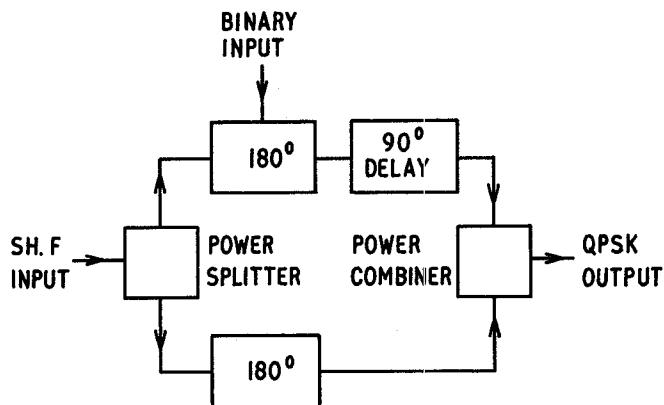 BINARY
INPUT
180°
90°
DELAY
SH.F
INPUT
POWER
SPLITTER
POWER
COMBINER
QPSK
OUTPUT
180°